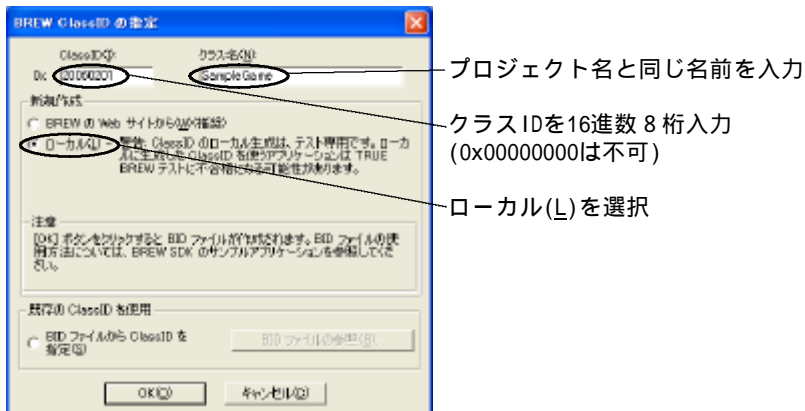 BREW ClassID の指定
ClassID(I):
クラス名(N):
0x
20060201
SampleGame
プロジェクト名と同じ名前を入力
新規作成
BREW の Web サイトから(W)(推奨)
クラスIDを16進数8桁入力
(0x00000000は不可)
ローカル(L) - 警告: ClassID のローカル生成は、テスト専用です。ローカ
ルに生成した ClassID を使うアプリケーションは TRUE
BREW テストに不合格になる可能性があります。
ローカル(L)を選択
注意
[OK] ボタンをクリックすると BID ファイルが作成されます。BID ファイルの使
用方法については、BREW SDK のサンプルアプリケーションを参照してくだ
さい。
既存の ClassID を使用
BID ファイルから ClassID を
指定(S)
BID ファイルの参照(B)...
OK(O)
キャンセル(C)